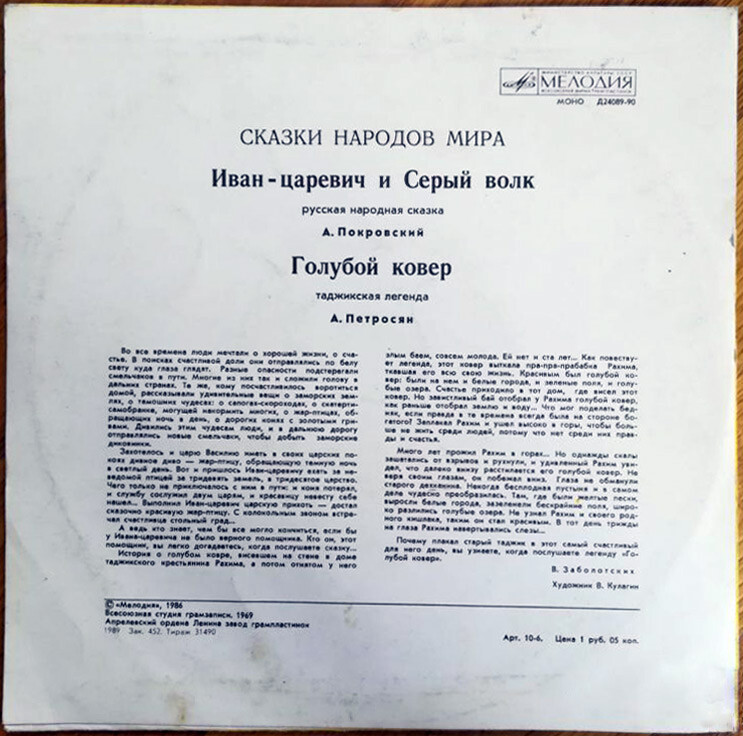 МИНИСТЕРСТВО КУЛЬТУРЫ СССР
МЕЛОДИЯ
МОНО Д24089-90
СКАЗКИ НАРОДОВ МИРА
Иван-царевич и Серый волк
русская народная сказка
А. Покровский
Голубой ковер
таджикская легенда
А. Петросян
Во все времена люди мечтали о хорошей жизни, о сча-
стье. В поисках счастливой доли они отправлялись по белу
свету куда глаза глядят. Разные опасности подстерегали
смельчаков в пути. Многие из них так и сложили голову в
дальних странах. Те же, кому посчастливилось воротиться
домой, рассказывали удивительные вещи о заморских зем-
лях, о тамошних чудесах: о сапогах-скороходах, о скатерти-
самобранке, могущей накормить многих, о жар-птицах, об-
ращающих ночь в день, о дорогих конях с золотыми гри-
вами. Дивились этим чудесам люди, и в дальнюю дорогу
отправлялись новые смельчаки, чтобы добыть заморские
диковинки.
Захотелось и царю Василию иметь в своих царских по-
коях дивное диво — жар-птицу, обращающую темную ночь
в светлый день. Вот и пришлось Иван-царевичу ехать за не-
ведомой птицей за тридевять земель, в тридесятое царство.
Чего только не приключалось с ним в пути: и коня потерял,
и службу сослужил двум царям, и красавицу невесту себе
нашел... Выполнил Иван-царевич царскую прихоть — достал
сказочно красивую жар-птицу. С колокольным звоном встре-
чал счастливца стольный град...
А ведь кто знает, чем бы все могло кончиться, если бы
у Ивана-царевича не было верного помощника. Кто он, этот
помощник, вы легко догадаетесь, когда послушаете сказку...
История о голубом ковре, висевшем на стене в доме
таджикского крестьянина Рахима, а потом отнятом у него
злым баем, совсем молода. Ей нет и ста лет... Как повеству-
ет легенда, этот ковер выткала пра-пра-прабабка Рахима,
ткавшая его всю свою жизнь. Красивым был голубой ко-
вер: были на нем и белые города, и зеленые поля, и голу-
бые озера. Счастье приходило в тот дом, где висел этот
ковер. Но завистливый бай отобрал у Рахима голубой ковер,
как раньше отобрал землю и воду... Что мог поделать бед-
няк, если правда в те времена всегда была на стороне бо-
гатого? Заплакал Рахим и ушел высоко в горы, чтобы боль-
ше не жить среди людей, потому что нет среди них прав-
ды и счастья.
Много лет прожил Рахим в горах... Но однажды скалы
зашатались от взрывов и рухнули, и удивленный Рахим уви-
дел, что далеко внизу расстилается его голубой ковер. Не
веря своим глазам, он побежал вниз. Глаза не обманули
старого дехканина. Некогда бесплодная пустыня и в самом
деле чудесно преобразилась. Там, где были желтые пески,
выросли белые города, зазеленели бескрайние поля, широ-
ко разлились голубые озера. Не узнал Рахим и своего род-
ного кишлака, таким он стал красивым. В тот день трижды
на глаза Рахима навертывались слезы...
Почему плакал старый таджик в этот самый счастливый
для него день, вы узнаете, когда послушаете легенду «Го-
лубой ковер».
В. Заболотских
Художник В. Кулагин
© «Мелодия», 1986
Всесоюзная студия грамзаписи, 1969
Апрелевский ордена Ленина завод грампластинок
1989 Зак. 452. Тираж 31490
Арт. 10-6. Цена 1 руб. 05 коп.